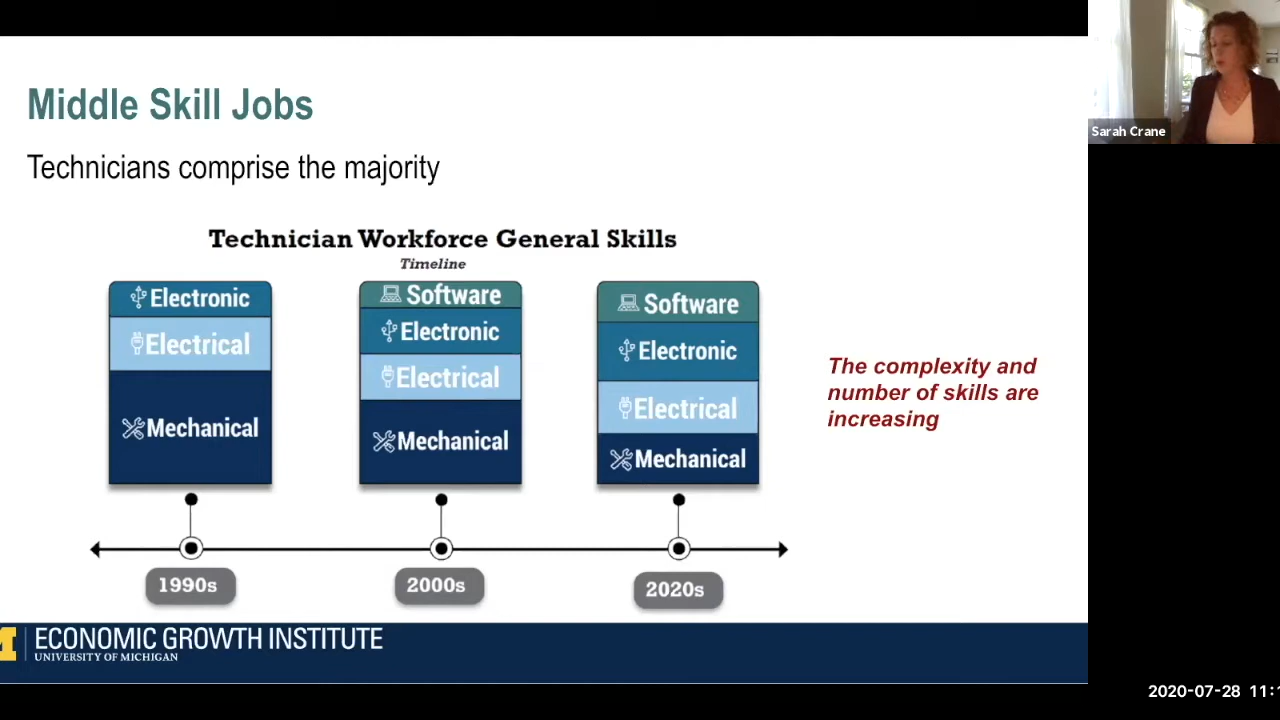 Middle Skill Jobs
Technicians comprise the majority
Technician Workforce General Skills
Timeline
Electronic
Electrical
Mechanical
Software
Electronic
Electrical
Mechanical
Software
Electronic
Electrical
Mechanical
The complexity and
number of skills are
increasing
1990s
2000s
2020s
ECONOMIC GROWTH INSTITUTE
UNIVERSITY OF MICHIGAN
Sarah Crane
2020-07-28